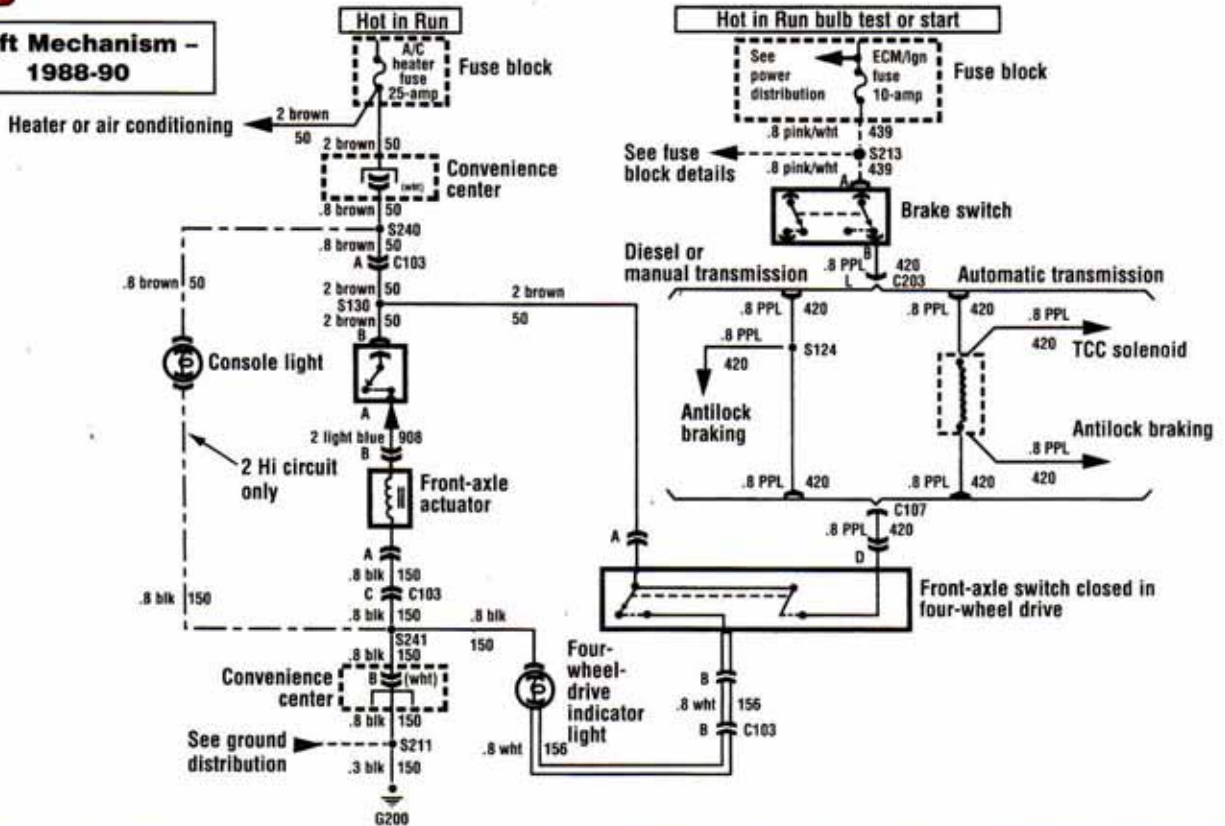 ft Mechanism –
1988-90
Hot in Run
A/C
heater
fuse
25-amp
Fuse block
Heater or air conditioning
2 brown
50
2 brown 50
Convenience
center
(wht)
.8 brown 50
S240
.8 brown 50
A C103
2 brown 50
S130
2 brown 50
B
2 brown
50
.8 brown 50
Console light
A
2 light blue 908
B
2 Hi circuit
only
Front-axle
actuator
A
.8 blk 150
C C103
.8 blk 150
.8 blk 150
S241
.8 blk
150
.8 blk 150
Convenience
center
B (wht)
.8 blk 150
See ground
distribution
S211
.3 blk 150
G200
Four-
wheel-
drive
indicator
light
.8 wht 156
Hot in Run bulb test or start
See
power
distribution
ECM/Ign
fuse
10-amp
Fuse block
.8 pink/wht 439
See fuse
block details
S213
.8 pink/wht 439
A
Brake switch
B
Diesel or
manual transmission
.8 PPL 420
L C203
Automatic transmission
.8 PPL 420
.8 PPL 420
.8 PPL
420
TCC solenoid
.8 PPL
420
S124
Antilock
braking
Antilock braking
.8 PPL
420
.8 PPL 420
.8 PPL 420
C107
.8 PPL 420
A
D
Front-axle switch closed in
four-wheel drive
B
.8 wht 156
B C103